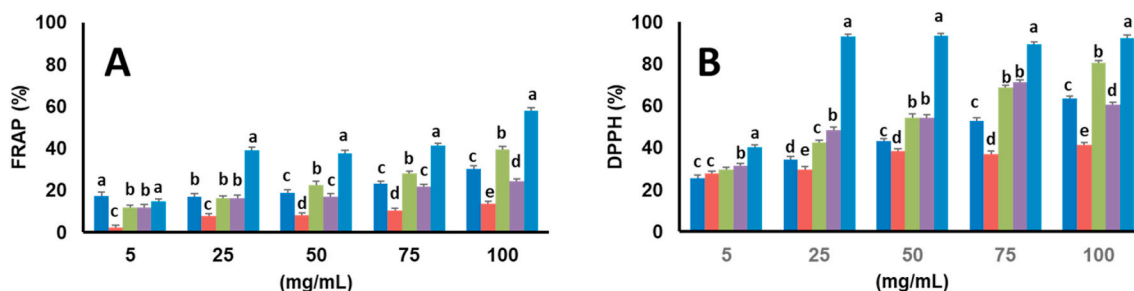 FRAP (%)
100
80
60
40
20
0
A
a c b b a
b c b b a
c d b c a
c d b c a
c e b d a
5 25 50 75 100
(mg/mL)
DPPH (%)
100
80
60
40
20
0
B
c c b a
d e c b a
c d b b a
c d b b a
c e b d a
5 25 50 75 100
(mg/mL)